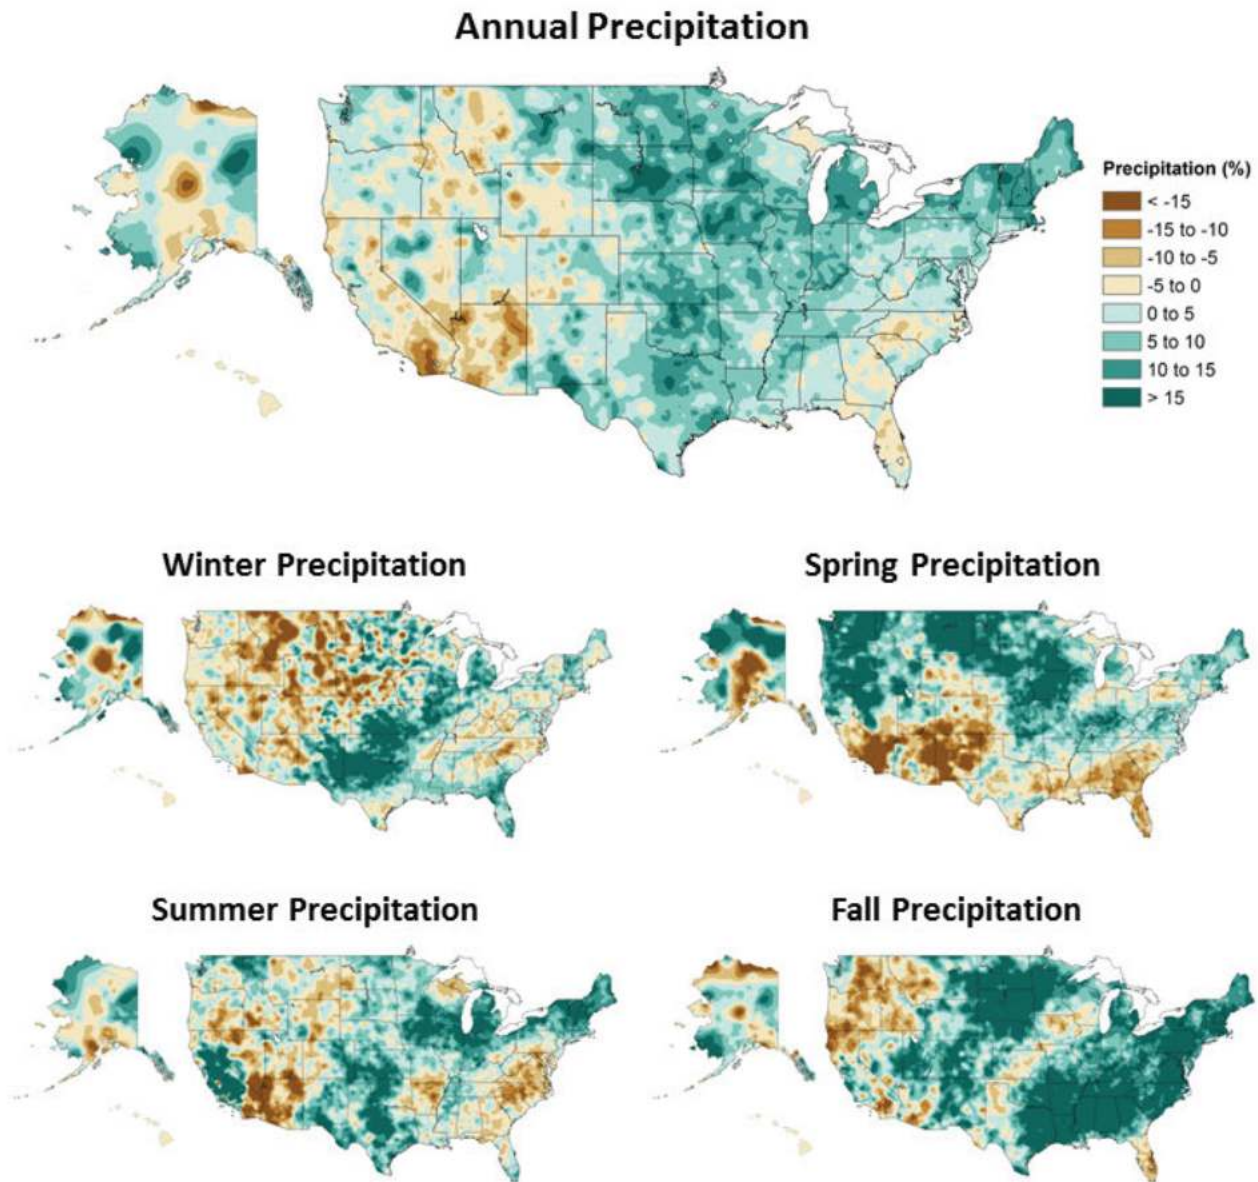 Annual Precipitation
Precipitation (%)
< -15
-15 to -10
-10 to -5
-5 to 0
0 to 5
5 to 10
10 to 15
> 15
Winter Precipitation
Spring Precipitation
Summer Precipitation
Fall Precipitation